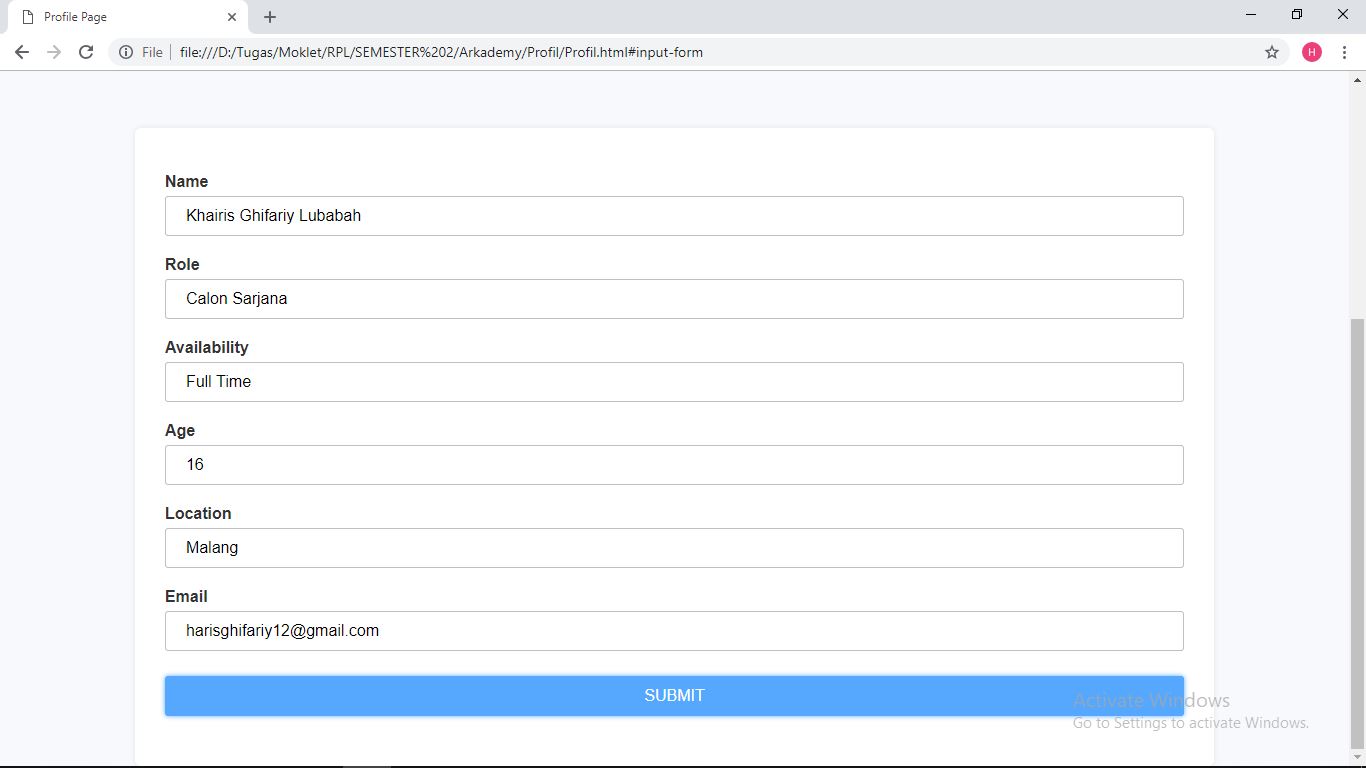 Profile Page
File
file:///D:/Tugas/Moklet/RPL/SEMESTER%202/Arkademy/Profil/Profil.html#input-form
H
Name
Khairis Ghifariy Lubabah
Role
Calon Sarjana
Availability
Full Time
Age
16
Location
Malang
Email
harisghifariy12@gmail.com
SUBMIT
Activate Windows
Go to Settings to activate Windows.